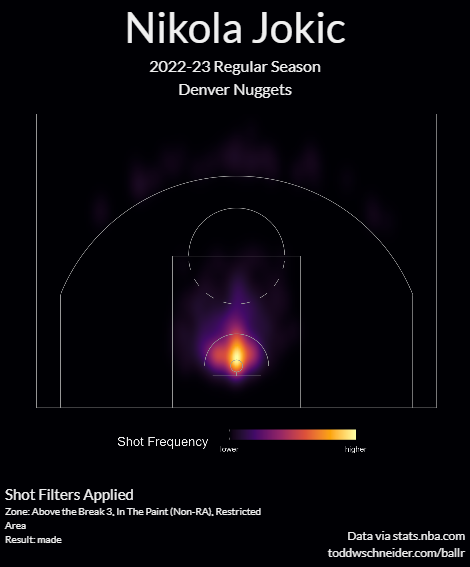 Nikola Jokic
2022-23 Regular Season
Denver Nuggets
Shot Frequency
lower
higher
Shot Filters Applied
Zone: Above the Break 3, In The Paint (Non-RA), Restricted
Area
Result: made
Data via stats.nba.com
toddwschneider.com/ballr